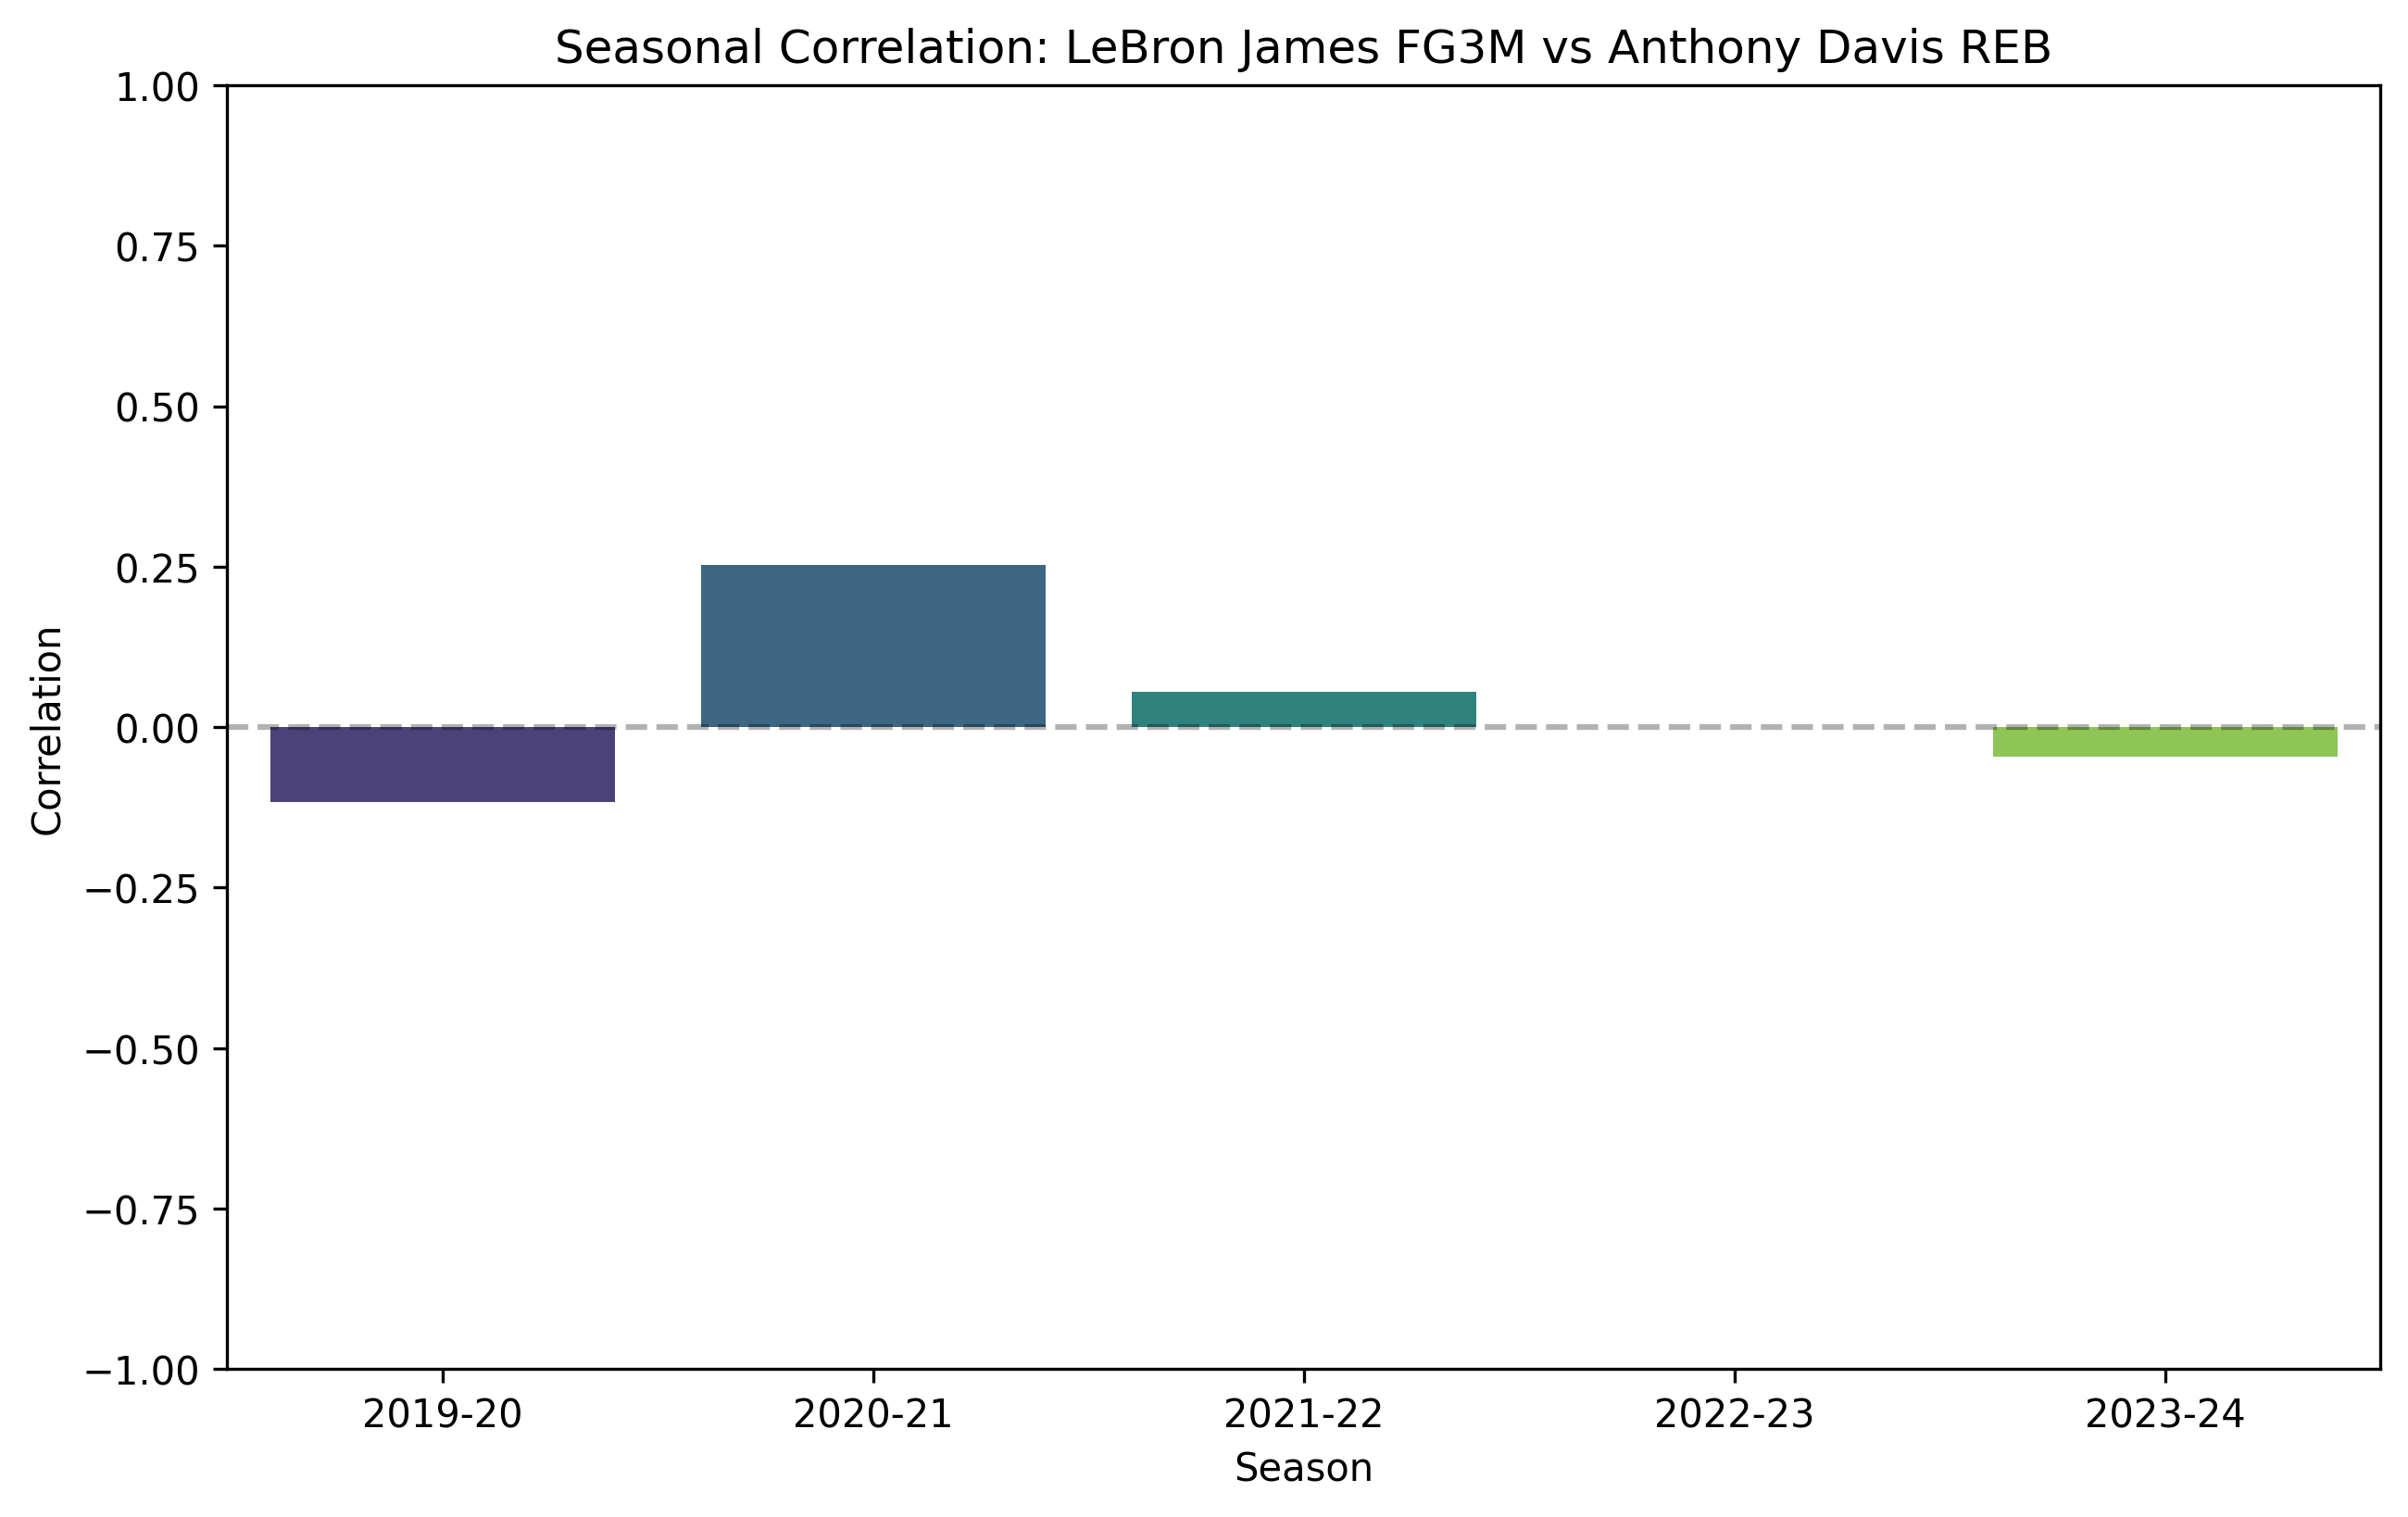 Seasonal Correlation: LeBron James FG3M vs Anthony Davis REB
1.00
0.75
0.50
0.25
0.00
−0.25
−0.50
−0.75
−1.00
Correlation
2019-20 2020-21 2021-22 2022-23 2023-24
Season